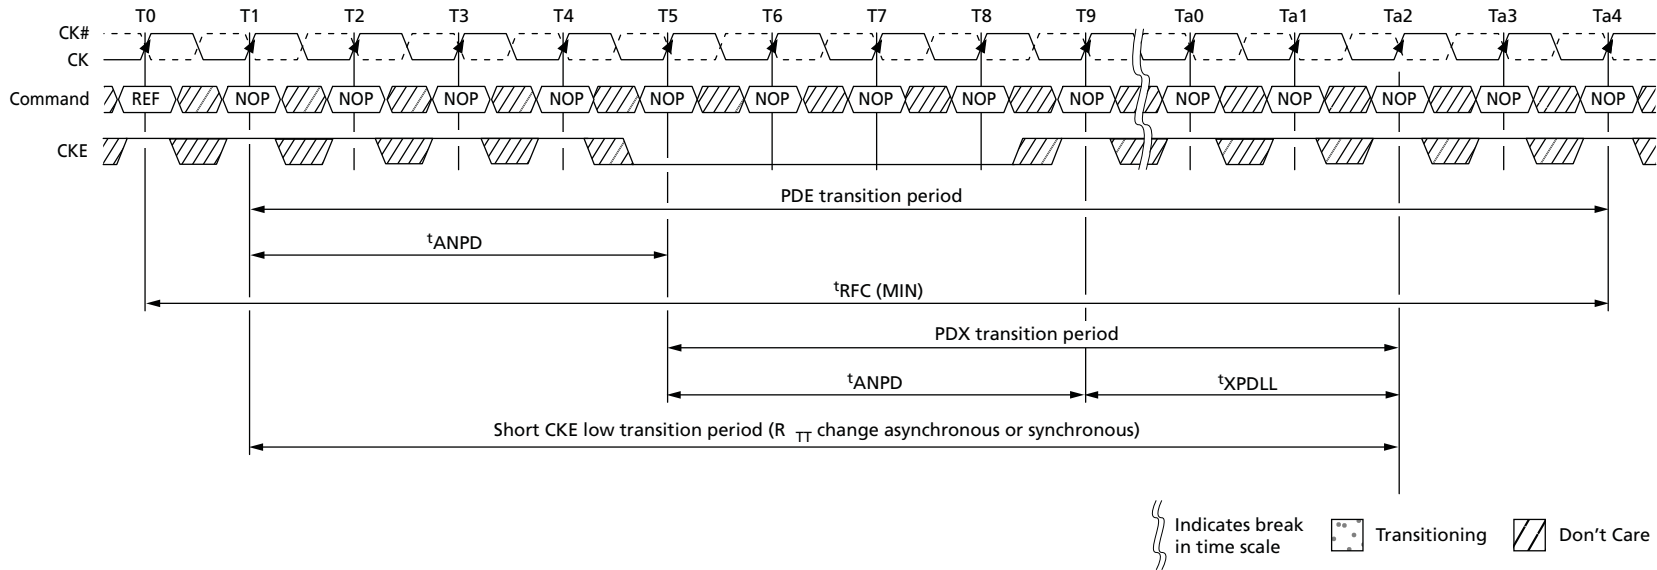 T0 T1 T2 T3 T4 T5 T6 T7 T8 T9 Ta0 Ta1 Ta2 Ta3 Ta4
CK#
CK
Command REF NOP NOP NOP NOP NOP NOP NOP NOP NOP NOP NOP NOP NOP NOP
CKE
PDE transition period
tANPD
tRFC (MIN)
PDX transition period
tANPD tXPDLL
Short CKE low transition period (R TT change asynchronous or synchronous)
Indicates break
in time scale
Transitioning
Don't Care